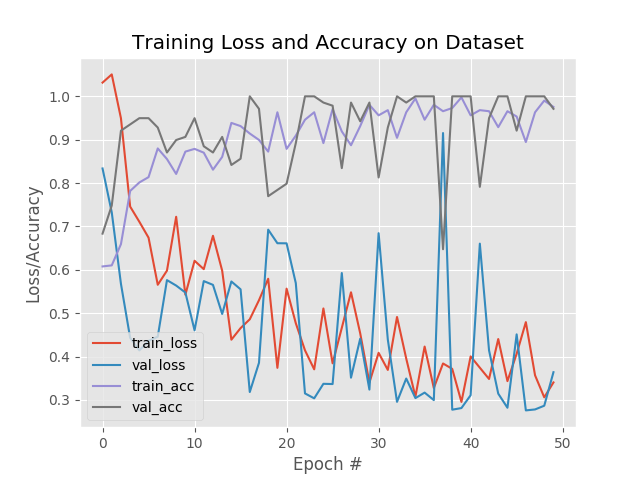 Training Loss and Accuracy on Dataset
Loss/Accuracy
1.0
0.9
0.8
0.7
0.6
0.5
0.4
0.3
train_loss
val_loss
train_acc
val_acc
0 10 20 30 40 50
Epoch #